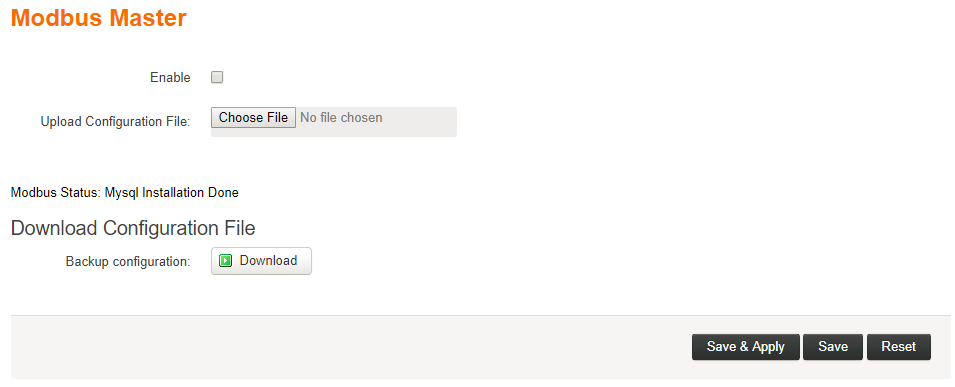 Modbus Master
Enable
Upload Configuration File: Choose File No file chosen
Modbus Status: Mysql Installation Done
Download Configuration File
Backup configuration: Download
Save & Apply Save Reset